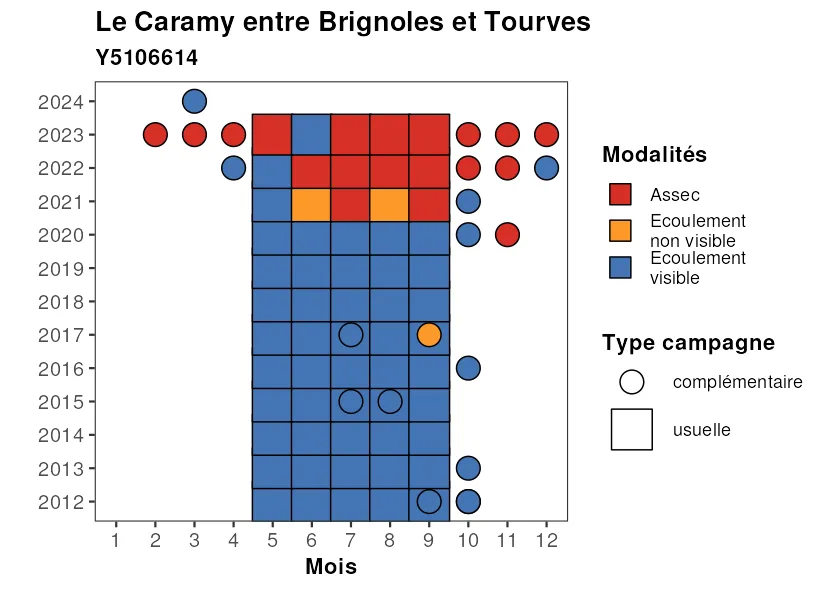 Le Caramy entre Brignoles et Tourves
Y5106614
2024
2023
2022
2021
2020
2019
2018
2017
2016
2015
2014
2013
2012
1 2 3 4 5 6 7 8 9 10 11 12
Mois
Modalités
Assec
Ecoulement
non visible
Ecoulement
visible
Type campagne
complémentaire
usuelle